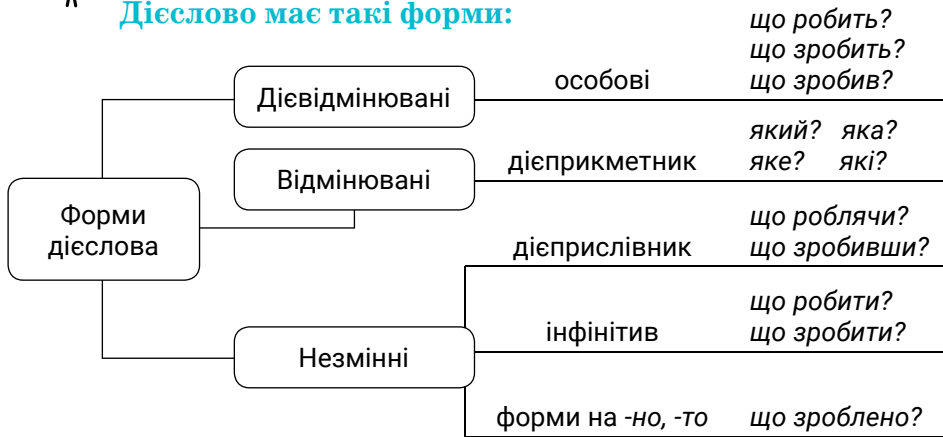 Дієслово має такі форми:
що робить?
що зробить?
Дієвідмінювані особові що зробив?
який? яка?
Відмінювані дієприкметник яке? які?
Форми
дієслова
що роблячи?
дієприслівник що зробивши?
що робити?
Незмінні інфінітив що зробити?
форми на -но, -то що зроблено?